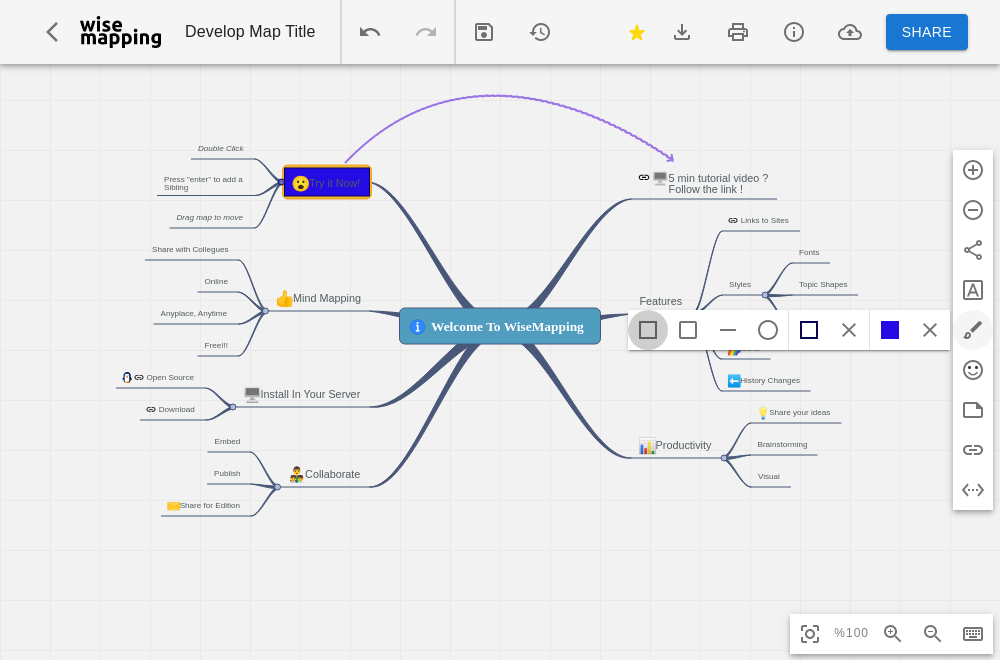 wise
mapping
Develop Map Title
SHARE
Double Click
Press "enter" to add a
Sibling
Drag map to move
Try it Now!
5 min tutorial video ?
Follow the link !
Share with Collegues
Online
Anyplace, Anytime
Free!!!
Mind Mapping
Links to Sites
Fonts
Styles
Topic Shapes
Features
Welcome To WiseMapping
History Changes
Open Source
Download
Install In Your Server
Share your ideas
Brainstorming
Visual
Productivity
Embed
Publish
Share for Edition
Collaborate
%100